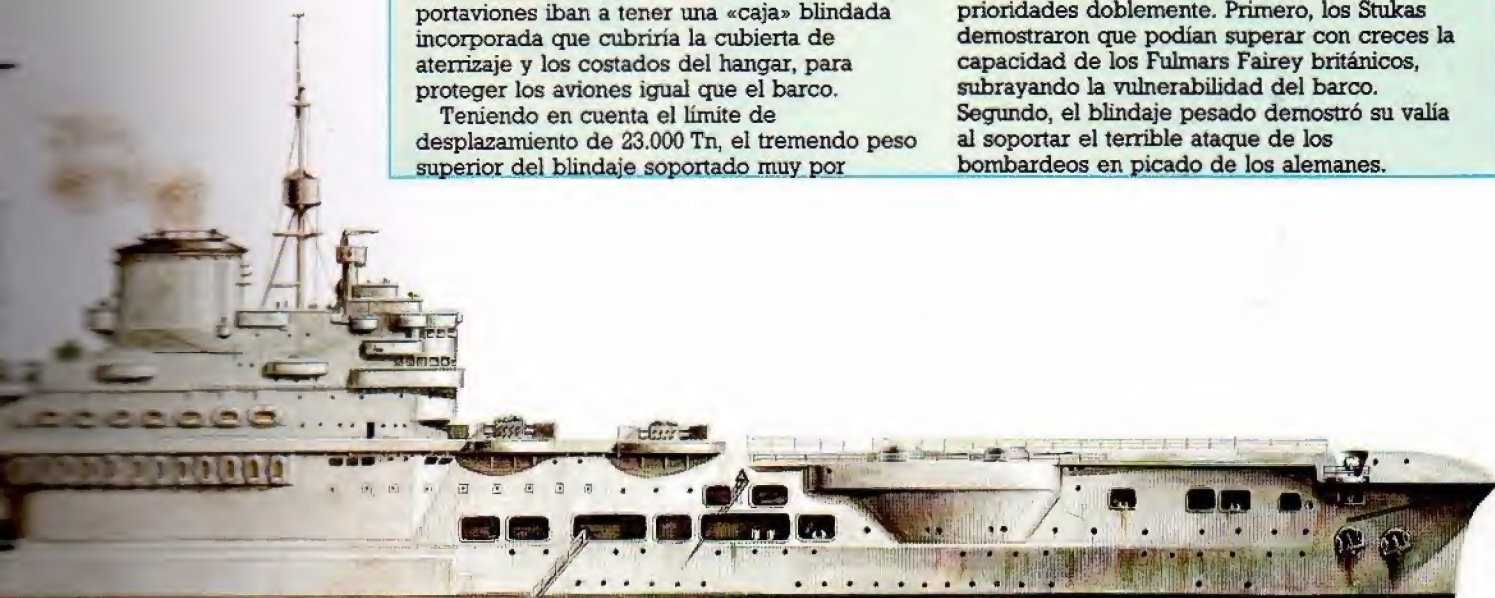 portaviones iban a tener una «caja» blindada
incorporada que cubriría la cubierta de
aterrizaje y los costados del hangar, para
proteger los aviones igual que el barco.
Teniendo en cuenta el límite de
desplazamiento de 23.000 Tn, el tremendo peso
superior del blindaje soportado muy por
prioridades doblemente. Primero, los Stukas
demostraron que podían superar con creces la
capacidad de los Fulmars Fairey británicos,
subrayando la vulnerabilidad del barco.
Segundo, el blindaje pesado demostró su valía
al soportar el terrible ataque de los
bombardeos en picado de los alemanes.